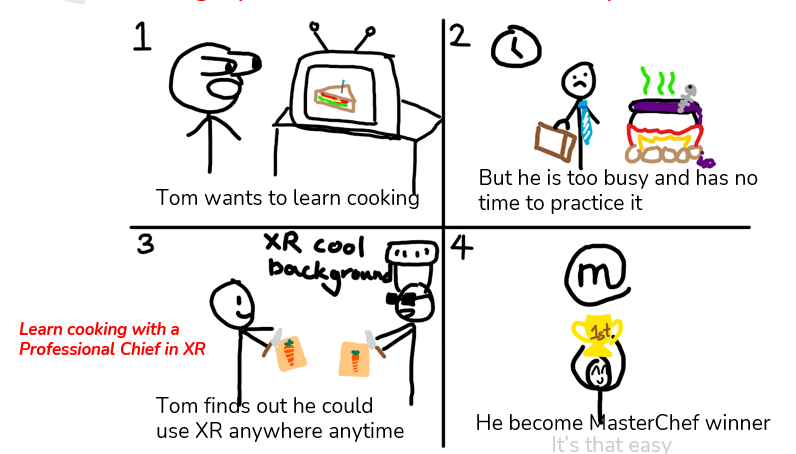 1
Tom wants to learn cooking
2
But he is too busy and has no
time to practice it
3
XR cool
background
Learn cooking with a
Professional Chief in XR
Tom finds out he could
use XR anywhere anytime
4
m
1st.
He become MasterChef winner
It's that easy